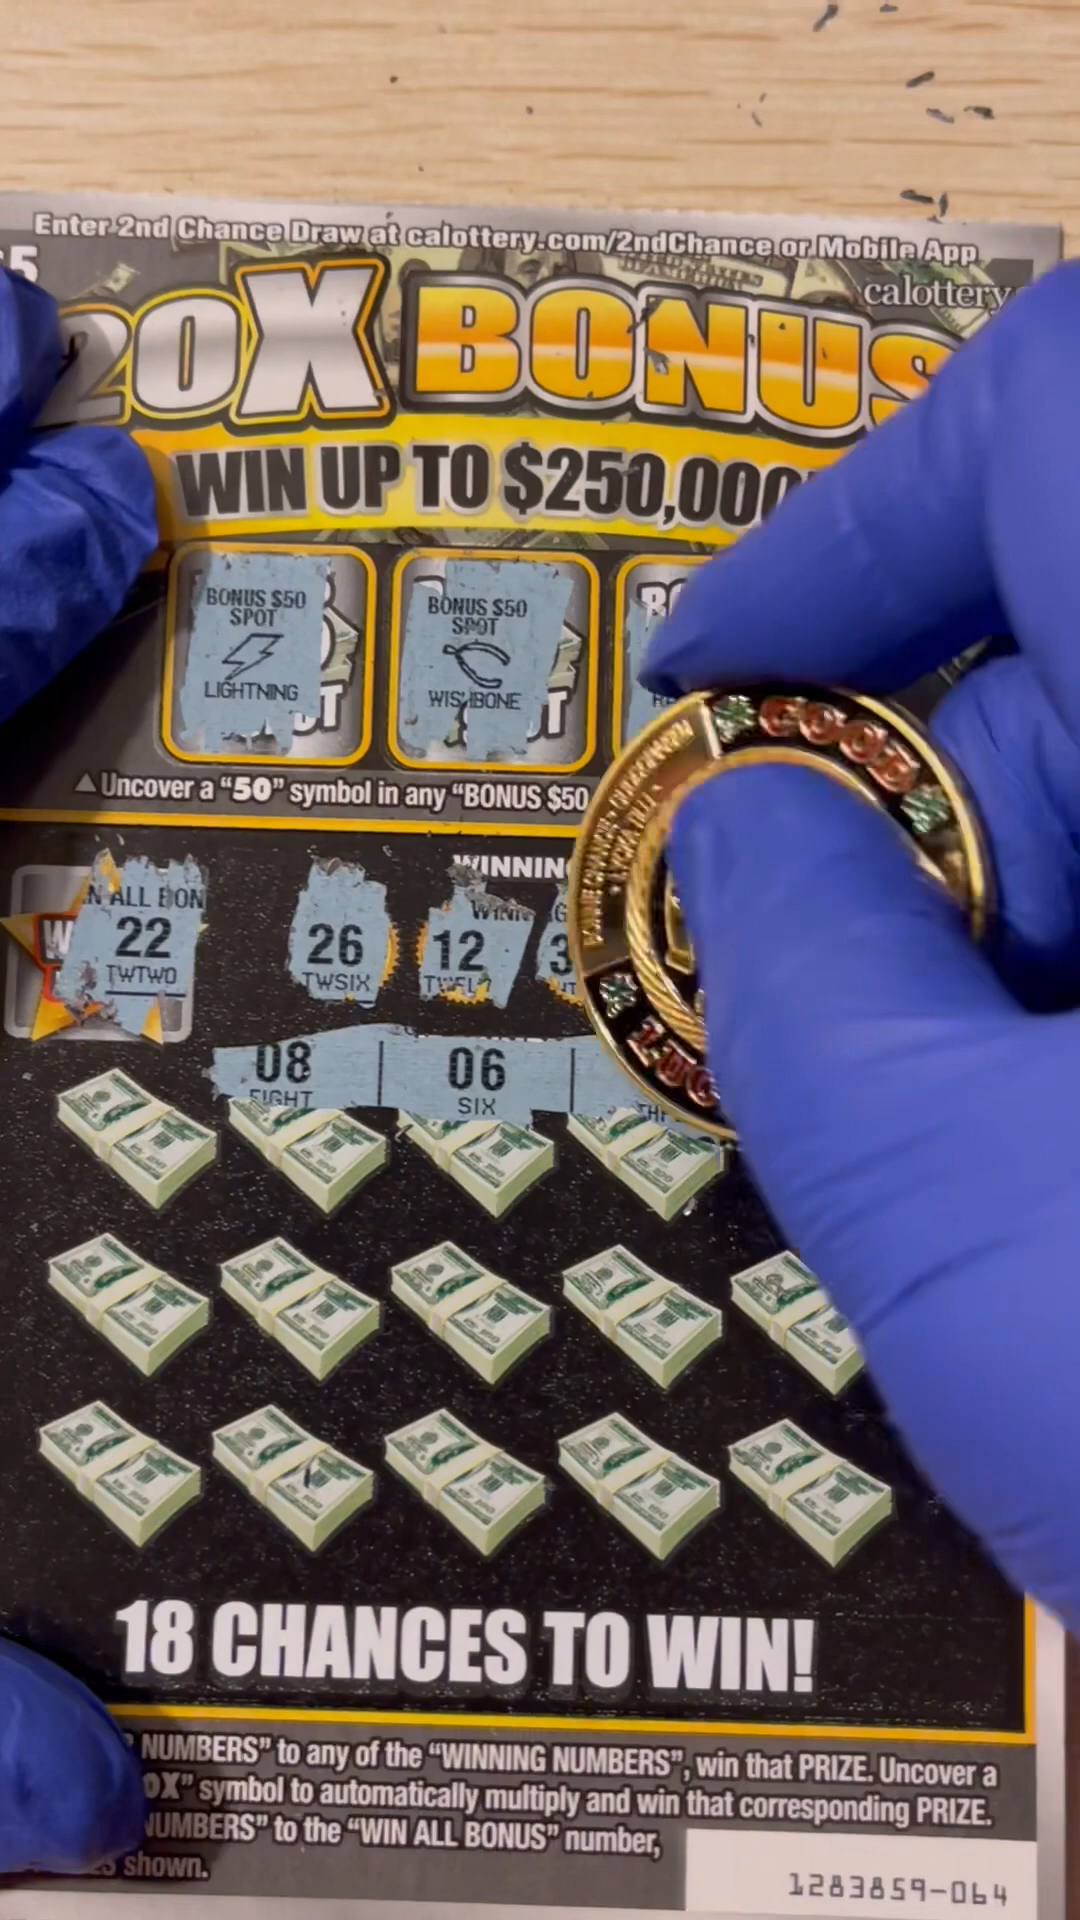 Enter 2nd Chance Draw at calottery.com/2ndChance or Mobile App
$5
calottery
20X BONUS
WIN UP TO $250,000
BONUS $50
SPOT
LIGHTNING
BONUS $50
SPOT
WISHBONE
▲Uncover a “50” symbol in any “BONUS $50
WINNING
22
TWTWO
26
TWSIX
12
08
EIGHT
06
SIX
GOOD
18 CHANCES TO WIN!
NUMBERS” to any of the “WINNING NUMBERS”, win that PRIZE. Uncover a
symbol to automatically multiply and win that corresponding PRIZE.
NUMBERS” to the “WIN ALL BONUS” number,
shown.
1283859-064